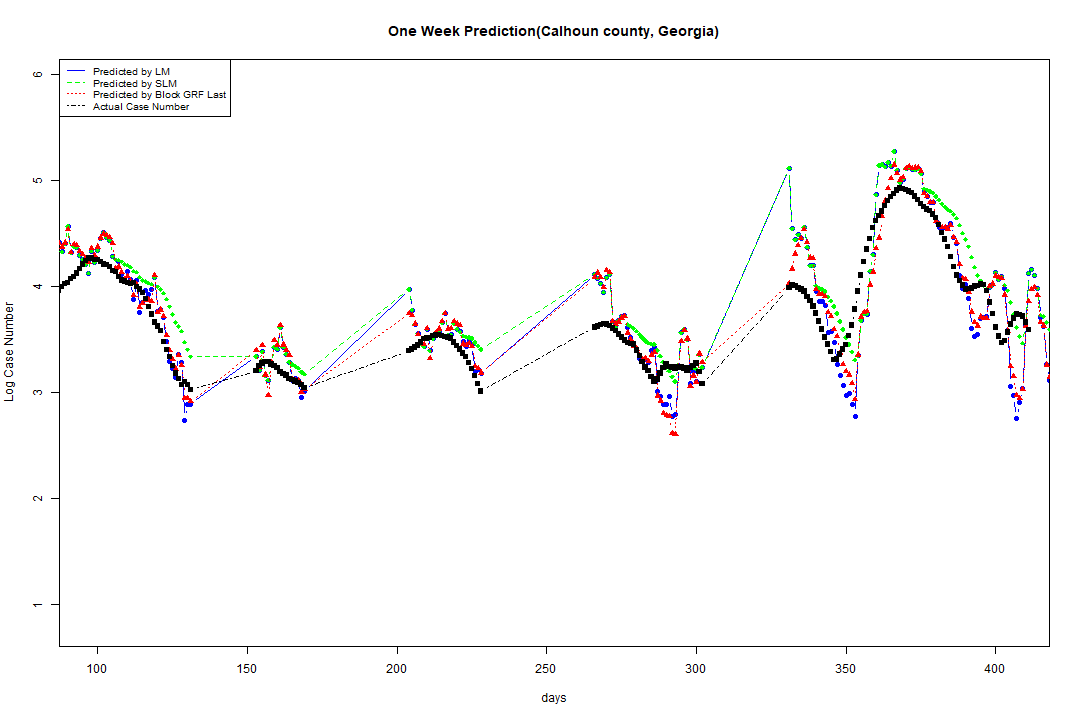 One Week Prediction(Calhoun county, Georgia)
Predicted by LM
Predicted by SLM
Predicted by Block GRF Last
Actual Case Number
Log Case Number
6
5
4
3
2
1
100
150
200
250
300
350
400
days